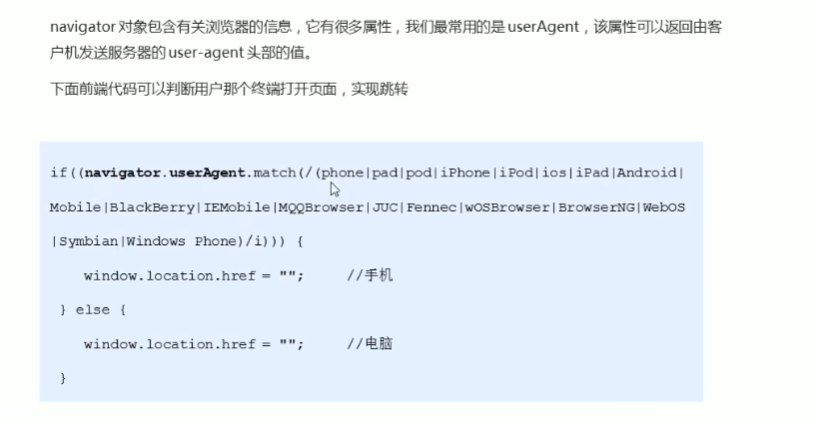 navigator 对象包含有关浏览器的信息，它有很多属性，我们最常用的是 userAgent，该属性可以返回由客
户机发送服务器的 user-agent 头部的值。
下面前端代码可以判断用户那个终端打开页面，实现跳转
if((navigator.userAgent.match(/(phone|pad|pod|iPhone|iPod|ios|iPad|Android|
Mobile|BlackBerry|IEMobile|MQQBrowser|JUC|Fennec|wOSBrowser|BrowserNG|WebOS
|Symbian|Windows Phone)/i))) {
window.location.href = ""; //手机
} else {
window.location.href = ""; //电脑
}